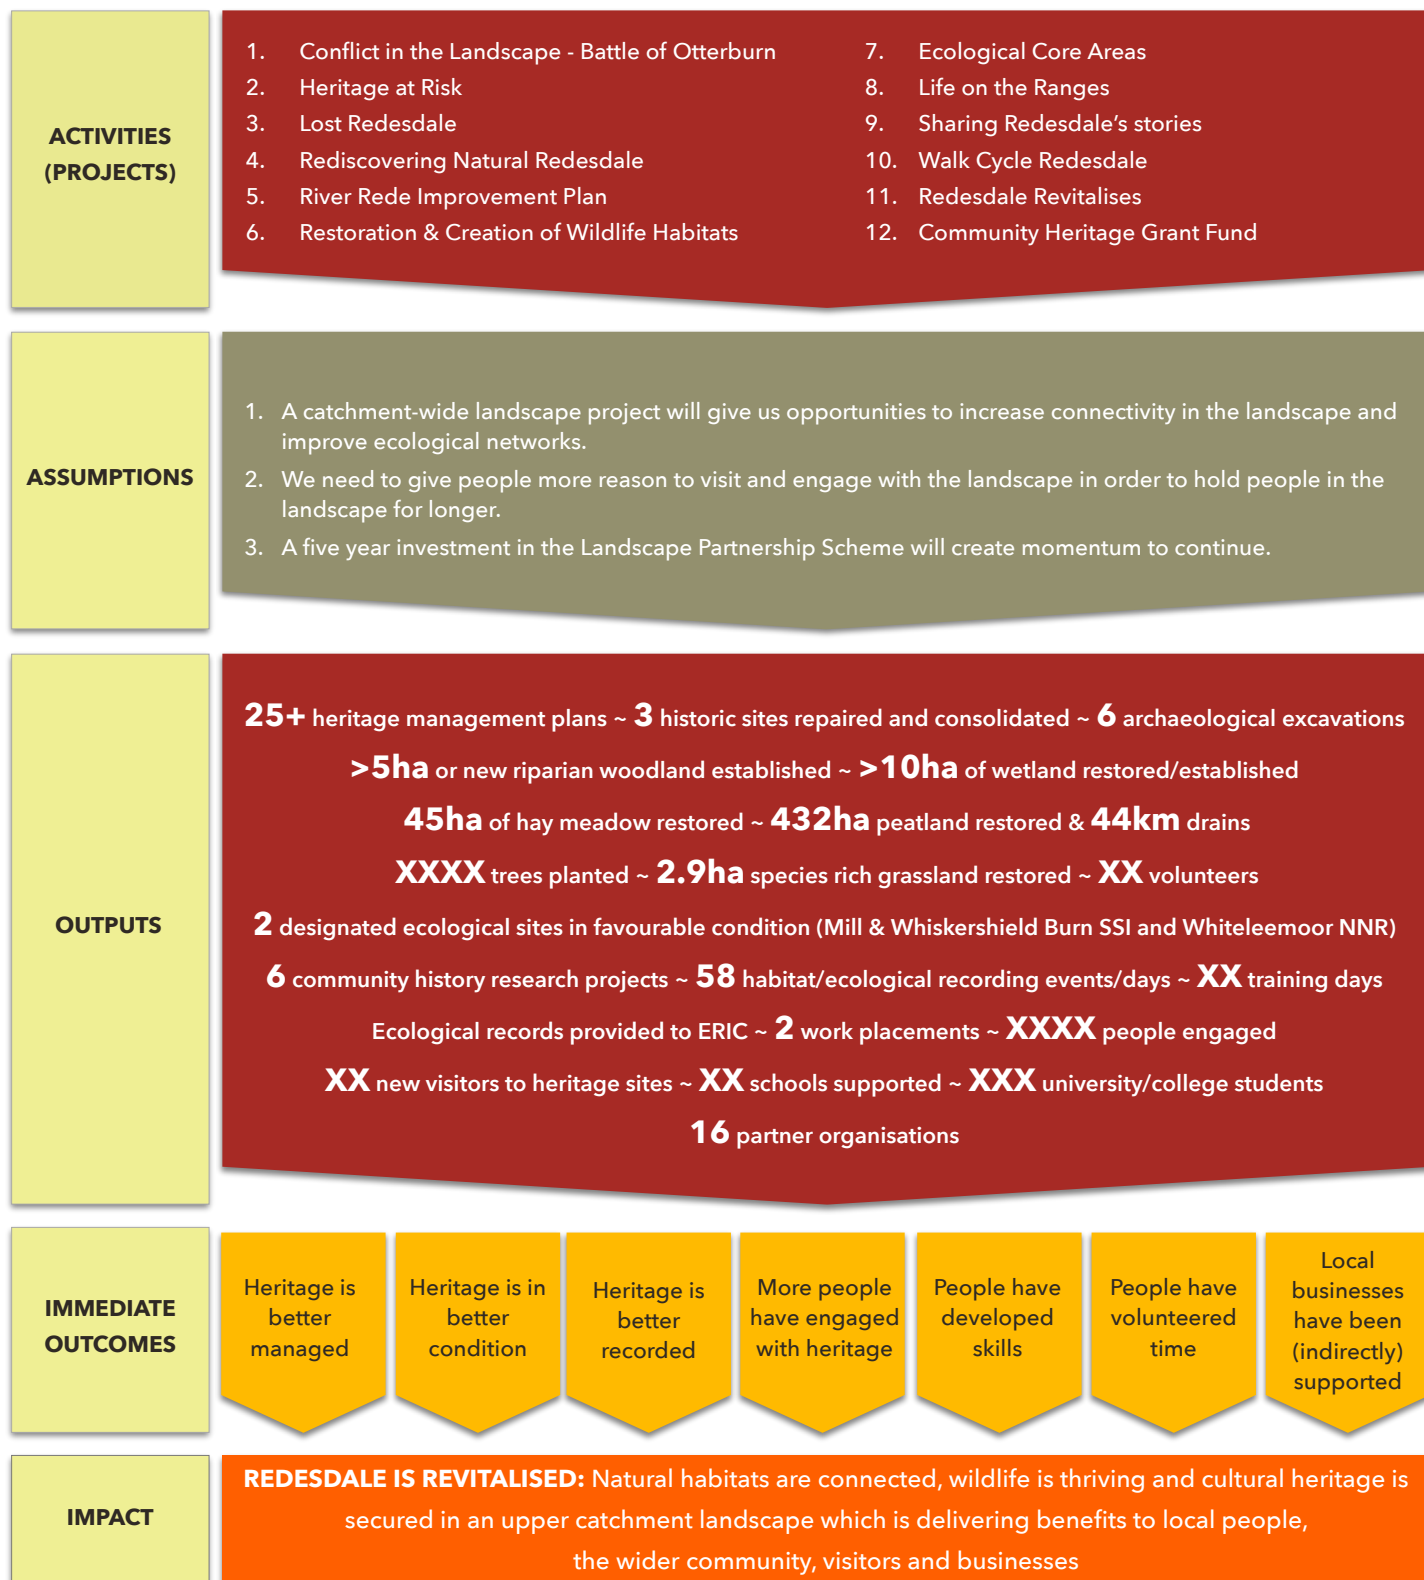 ACTIVITIES
(PROJECTS)
1. Conflict in the Landscape - Battle of Otterburn
2. Heritage at Risk
3. Lost Redesdale
4. Rediscovering Natural Redesdale
5. River Rede Improvement Plan
6. Restoration & Creation of Wildlife Habitats
7. Ecological Core Areas
8. Life on the Ranges
9. Sharing Redesdale's stories
10. Walk Cycle Redesdale
11. Redesdale Revitalises
12. Community Heritage Grant Fund
ASSUMPTIONS
1. A catchment-wide landscape project will give us opportunities to increase connectivity in the landscape and
improve ecological networks.
2. We need to give people more reason to visit and engage with the landscape in order to hold people in the
landscape for longer.
3. A five year investment in the Landscape Partnership Scheme will create momentum to continue.
OUTPUTS
25+ heritage management plans ~ 3 historic sites repaired and consolidated ~ 6 archaeological excavations
>5ha or new riparian woodland established ~ >10ha of wetland restored/established
45ha of hay meadow restored ~ 432ha peatland restored & 44km drains
XXXX trees planted ~ 2.9ha species rich grassland restored ~ XX volunteers
2 designated ecological sites in favourable condition (Mill & Whiskershield Burn SSI and Whiteleemoor NNR)
6 community history research projects ~ 58 habitat/ecological recording events/days ~ XX training days
Ecological records provided to ERIC ~ 2 work placements ~ XXXX people engaged
XX new visitors to heritage sites ~ XX schools supported ~ XXX university/college students
16 partner organisations
IMMEDIATE
OUTCOMES
Heritage is
better
managed
Heritage is in
better
condition
Heritage is
better
recorded
More people
have engaged
with heritage
People have
developed
skills
People have
volunteered
time
Local
businesses
have been
(indirectly)
supported
IMPACT
REDESDALE IS REVITALISED: Natural habitats are connected, wildlife is thriving and cultural heritage is
secured in an upper catchment landscape which is delivering benefits to local people,
the wider community, visitors and businesses